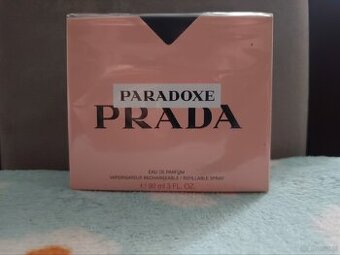 PARADOXE
PRADA
EAU DE PARFUM
VAPORISATEUR RECHARGEABLE / REFILLABLE SPRAY
e 90 ml 3 FL. OZ.